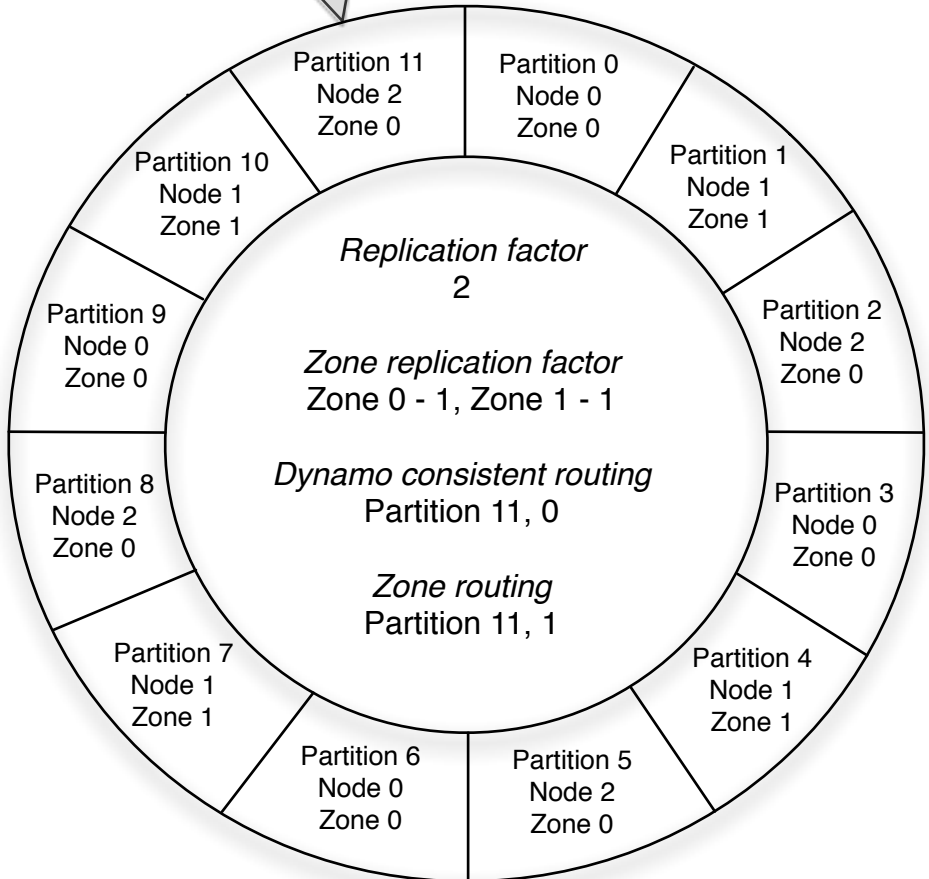 Partition 11
Node 2
Zone 0
Partition 0
Node 0
Zone 0
Partition 1
Node 1
Zone 1
Partition 2
Node 2
Zone 0
Partition 3
Node 0
Zone 0
Partition 4
Node 1
Zone 1
Partition 5
Node 2
Zone 0
Partition 6
Node 0
Zone 0
Partition 7
Node 1
Zone 1
Partition 8
Node 2
Zone 0
Partition 9
Node 0
Zone 0
Partition 10
Node 1
Zone 1
Replication factor
2
Zone replication factor
Zone 0 - 1, Zone 1 - 1
Dynamo consistent routing
Partition 11, 0
Zone routing
Partition 11, 1